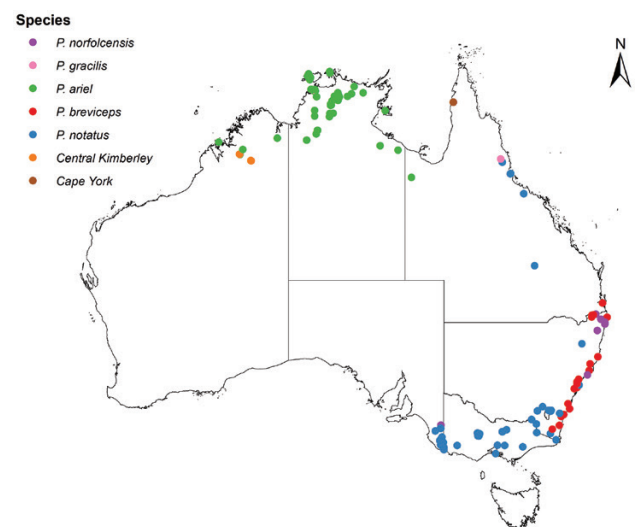 Species
P. norfolcensis
P. gracilis
P. ariel
P. breviceps
P. notatus
Central Kimberley
Cape York
N